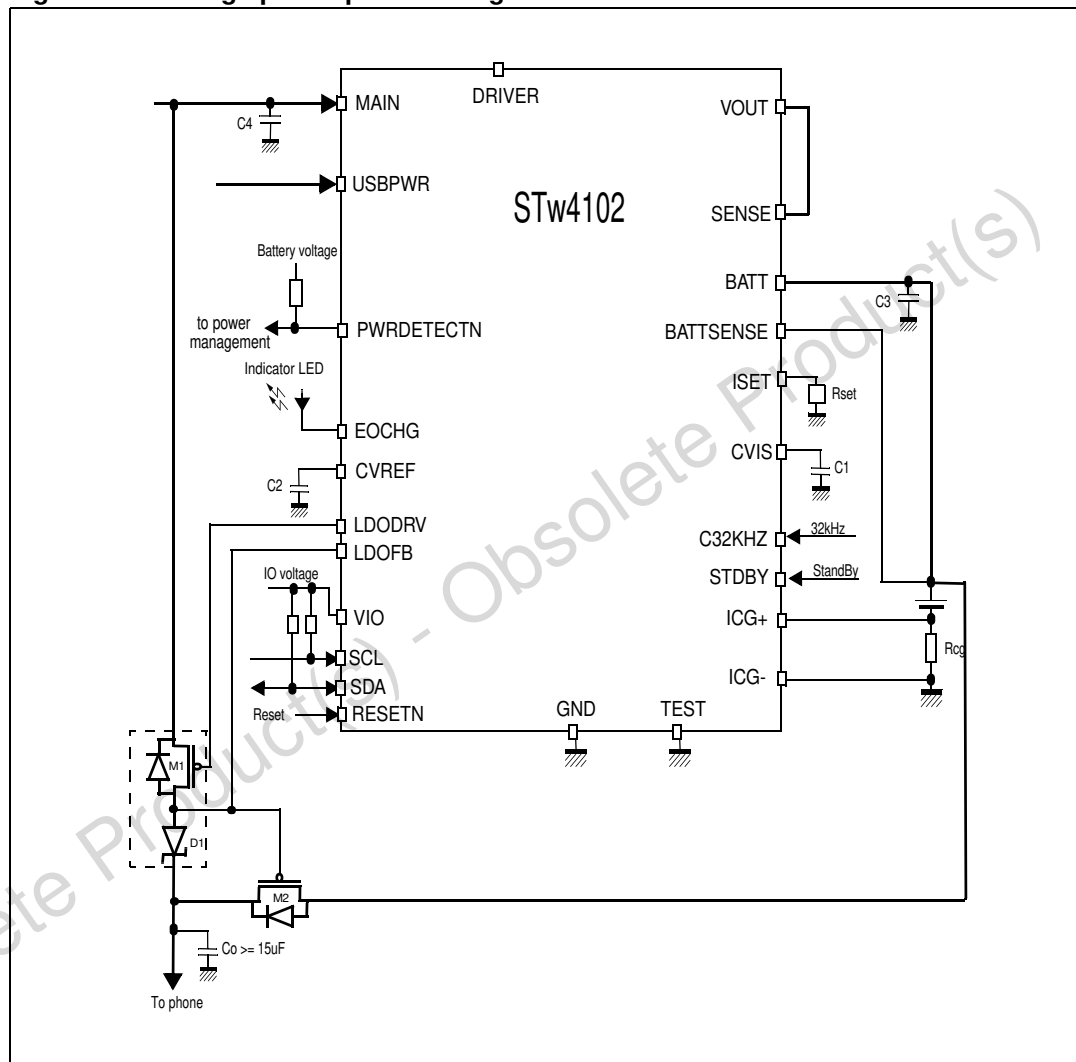 MAIN
C4
DRIVER
VOUT
USBPWR
STw4102
SENSE
Battery voltage
BATT
C3
to power
management
PWRDETECTN
BATTSENSE
Indicator LED
ISET
Rset
EOCHG
CVIS
C1
CVREF
C2
LDODRV
C32KHZ
32kHz
LDOFB
STDBY
StandBy
IO voltage
VIO
ICG+
Rcg
SCL
SDA
ICG-
Reset
RESETN
GND
TEST
M1
D1
M2
Co >= 15uF
To phone
Obsolete Product(s) - Obsolete Product(s)